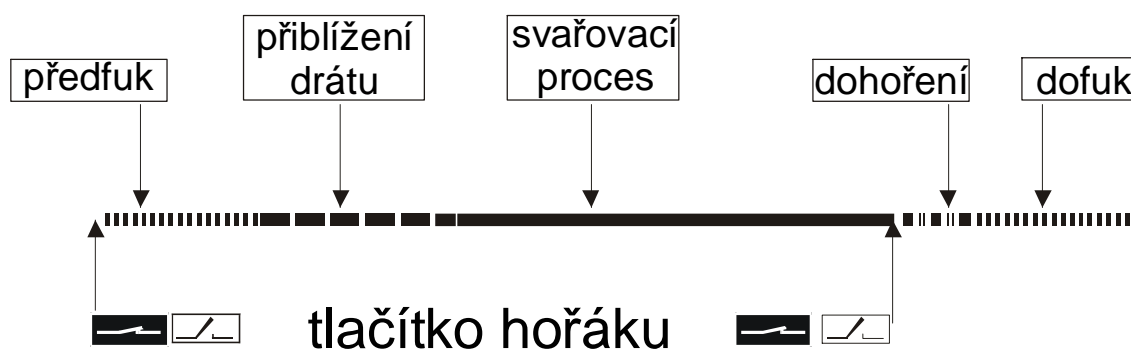 předfuk
přiblížení
drátu
svařovací
proces
dohoření
dofuk
tlačítko hořáku